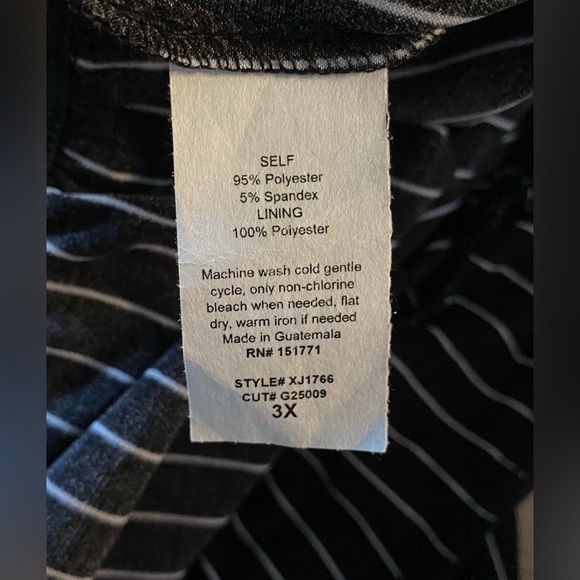 SELF
95% Polyester
5% Spandex
LINING
100% Polyester
Machine wash cold gentle
cycle, only non-chlorine
bleach when needed, flat
dry, warm iron if needed
Made in Guatemala
RN# 151771
STYLE# XJ1766
CUT# G25009
3X